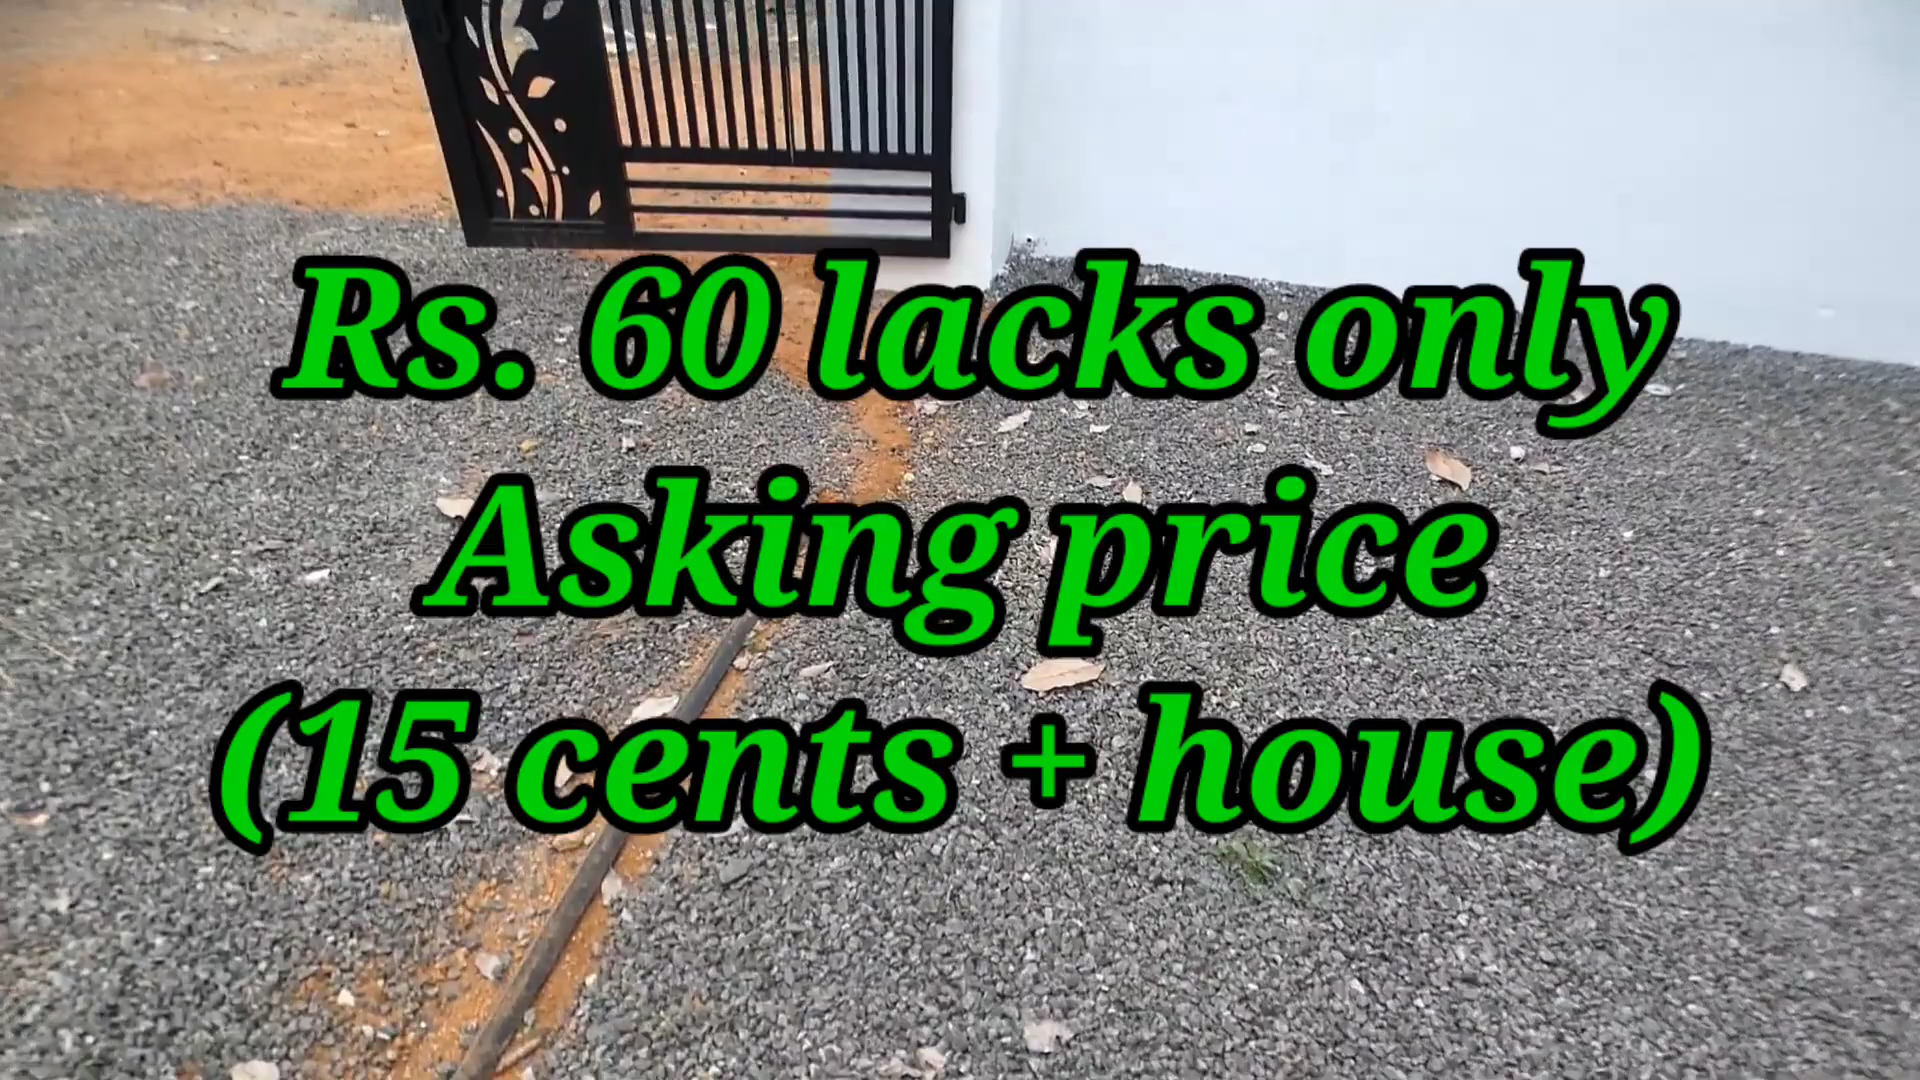 Rs. 60 lacks only
Asking price
(15 cents + house)